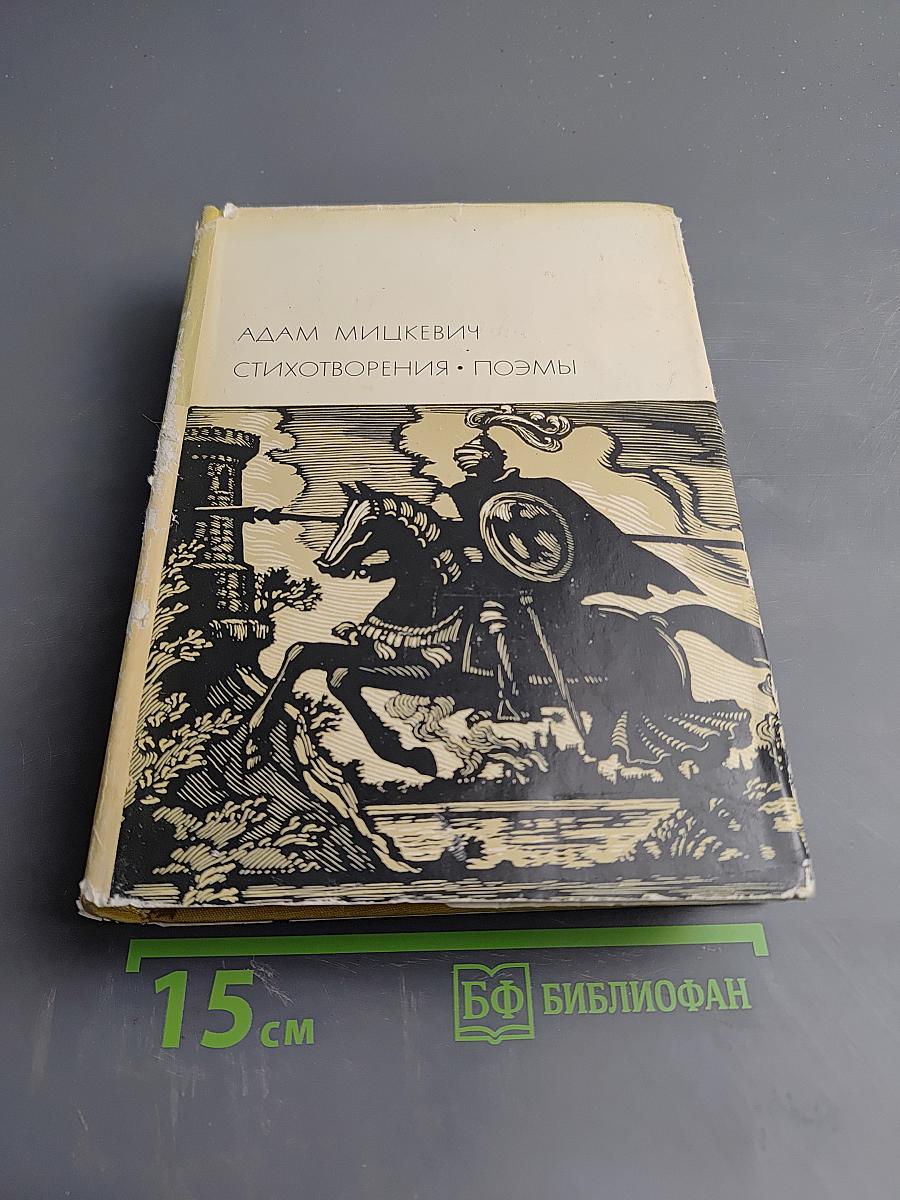 АДАМ МИЦКЕВИЧ
СТИХОТВОРЕНИЯ • ПОЭМЫ
15 см
БФ БИБЛИОФАН